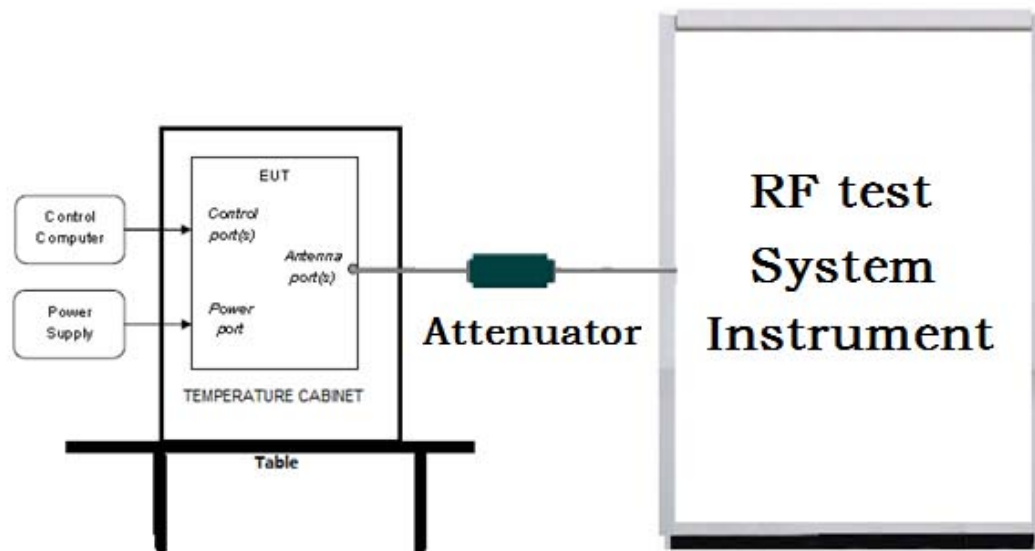 EUT
Control
Computer
Control
port(s)
Antenna
port(s)
Power
Supply
Power
port
TEMPERATURE CABINET
Table
Attenuator
RF test
System
Instrument